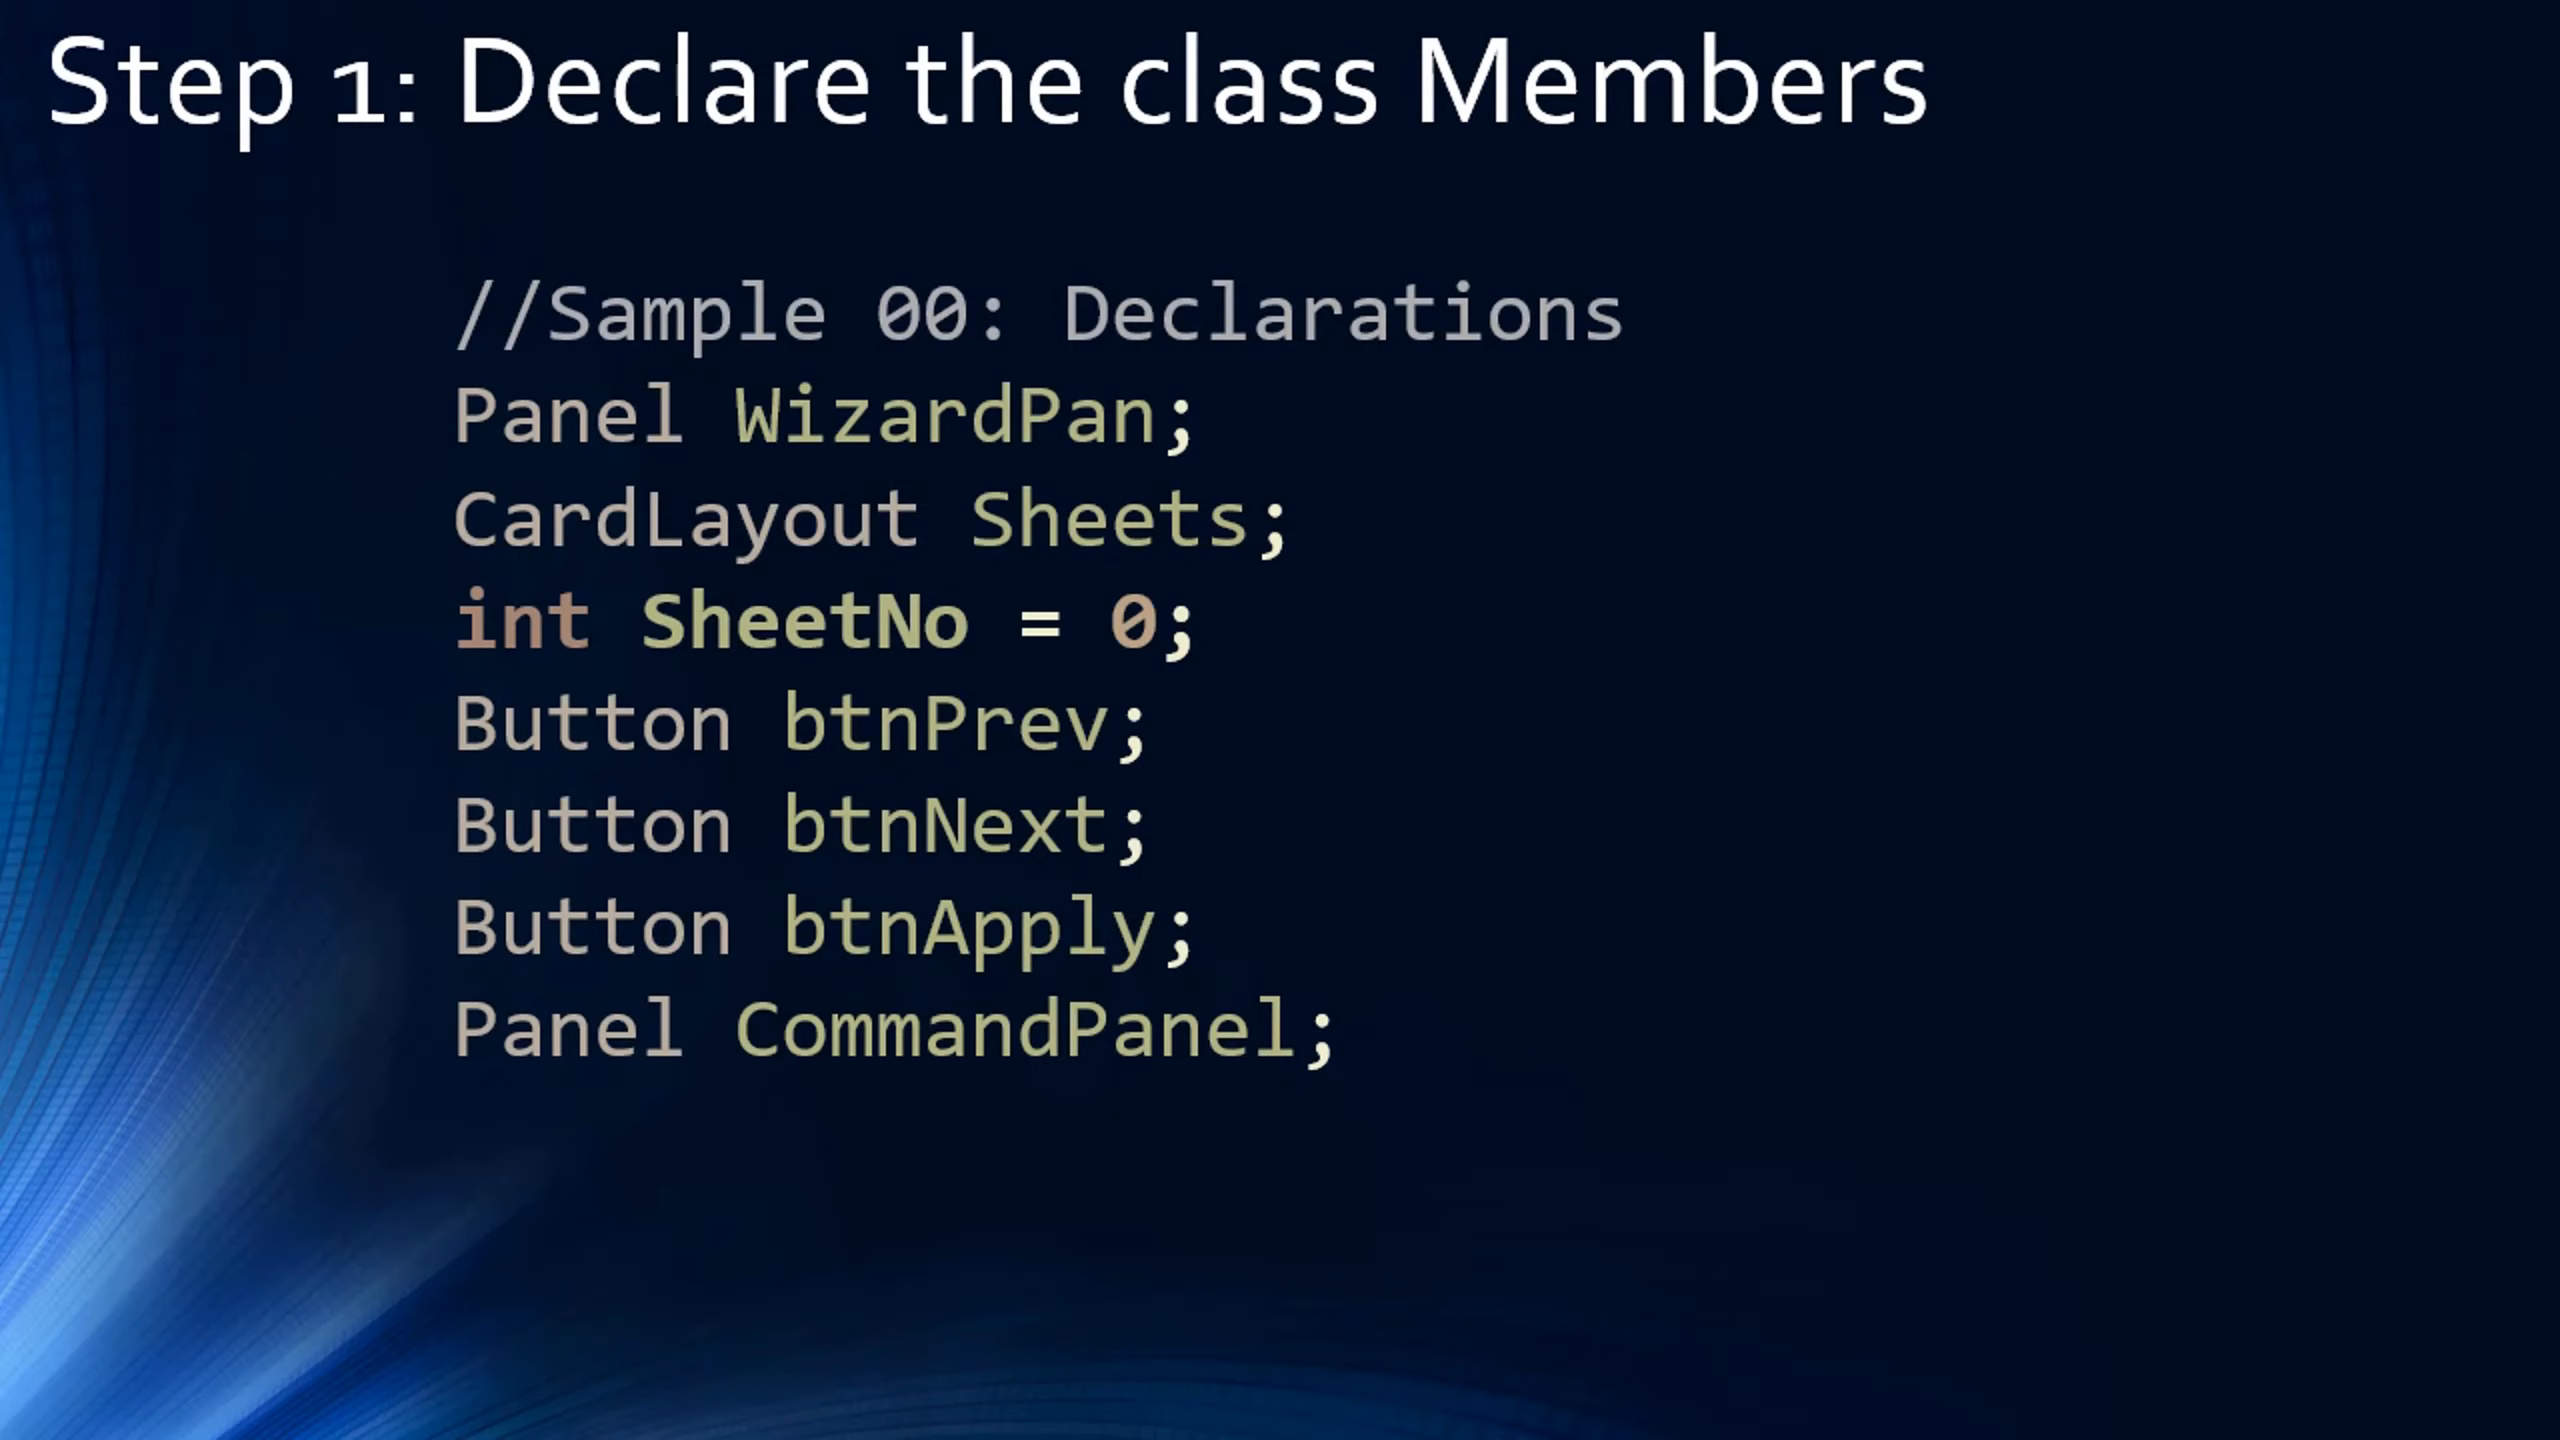 Step 1: Declare the class Members
//Sample 00: Declarations
Panel WizardPan;
CardLayout Sheets;
int SheetNo = 0;
Button btnPrev;
Button btnNext;
Button btnApply;
Panel CommandPanel;